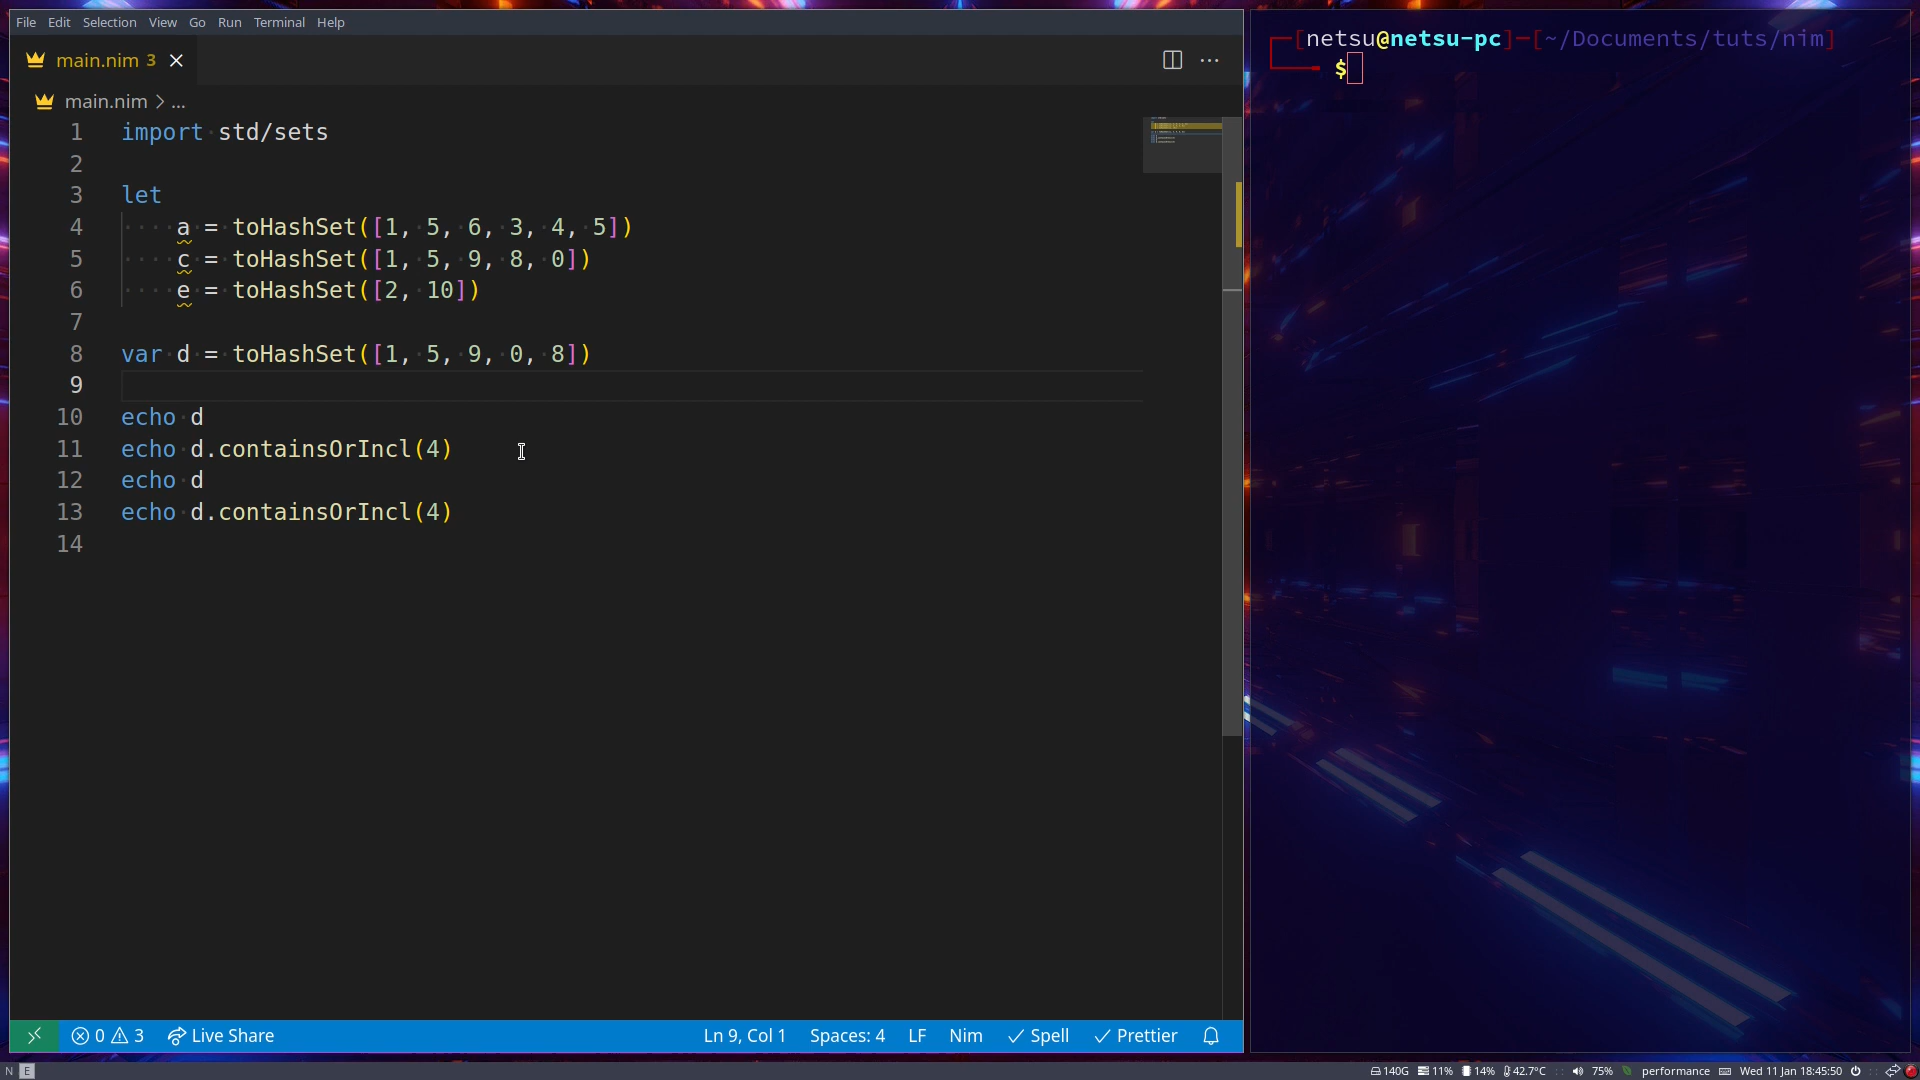 File Edit Selection View Go Run Terminal Help
main.nim 3
main.nim > ...
1 import std/sets
2
3 let
4 a = toHashSet([1, 5, 6, 3, 4, 5])
5 c = toHashSet([1, 5, 9, 8, 0])
6 e = toHashSet([2, 10])
7
8 var d = toHashSet([1, 5, 9, 0, 8])
9
10 echo d
11 echo d.containsOrIncl(4)
12 echo d
13 echo d.containsOrIncl(4)
14
0 3 Live Share Ln 9, Col 1 Spaces: 4 LF Nim Spell Prettier
[netsu@netsu-pc]-[~/Documents/tuts/nim]
$
N E 140G 11% 14% 42.7°C 75% performance Wed 11 Jan 18:45:50